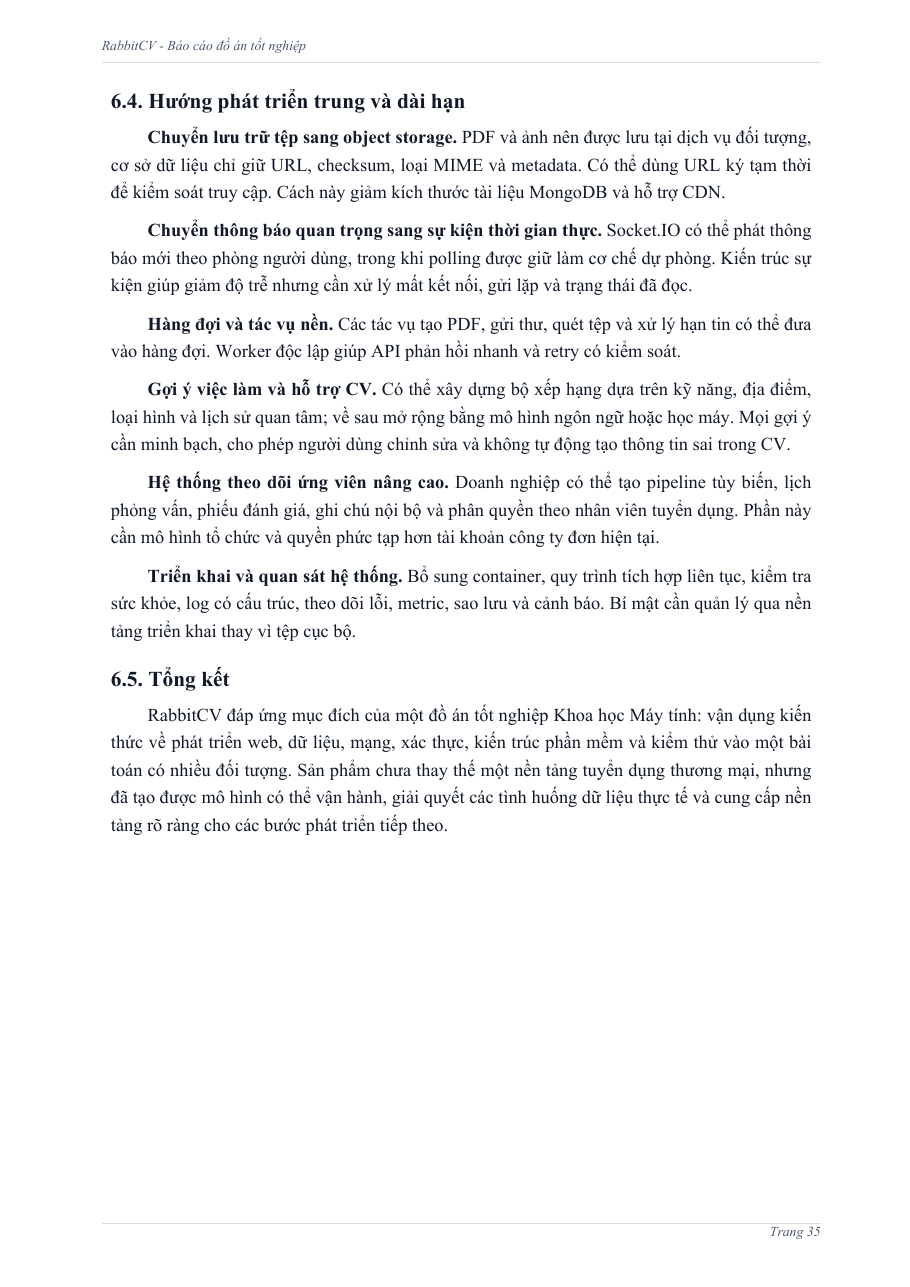 RabbitCV - Báo cáo đồ án tốt nghiệp
6.4. Hướng phát triển trung và dài hạn
Chuyển lưu trữ tệp sang object storage. PDF và ảnh nên được lưu tại dịch vụ đối tượng,
cơ sở dữ liệu chỉ giữ URL, checksum, loại MIME và metadata. Có thể dùng URL ký tạm thời
để kiểm soát truy cập. Cách này giảm kích thước tài liệu MongoDB và hỗ trợ CDN.
Chuyển thông báo quan trọng sang sự kiện thời gian thực. Socket.IO có thể phát thông
báo mới theo phòng người dùng, trong khi polling được giữ làm cơ chế dự phòng. Kiến trúc sự
kiện giúp giảm độ trễ nhưng cần xử lý mất kết nối, gửi lặp và trạng thái đã đọc.
Hàng đợi và tác vụ nền. Các tác vụ tạo PDF, gửi thư, quét tệp và xử lý hạn tin có thể đưa
vào hàng đợi. Worker độc lập giúp API phản hồi nhanh và retry có kiểm soát.
Gợi ý việc làm và hỗ trợ CV. Có thể xây dựng bộ xếp hạng dựa trên kỹ năng, địa điểm,
loại hình và lịch sử quan tâm; về sau mở rộng bằng mô hình ngôn ngữ hoặc học máy. Mọi gợi ý
cần minh bạch, cho phép người dùng chỉnh sửa và không tự động tạo thông tin sai trong CV.
Hệ thống theo dõi ứng viên nâng cao. Doanh nghiệp có thể tạo pipeline tùy biến, lịch
phỏng vấn, phiếu đánh giá, ghi chú nội bộ và phân quyền theo nhân viên tuyển dụng. Phần này
cần mô hình tổ chức và quyền phức tạp hơn tài khoản công ty đơn hiện tại.
Triển khai và quan sát hệ thống. Bổ sung container, quy trình tích hợp liên tục, kiểm tra
sức khỏe, log có cấu trúc, theo dõi lỗi, metric, sao lưu và cảnh báo. Bí mật cần quản lý qua nền
tảng triển khai thay vì tệp cục bộ.
6.5. Tổng kết
RabbitCV đáp ứng mục đích của một đồ án tốt nghiệp Khoa học Máy tính: vận dụng kiến
thức về phát triển web, dữ liệu, mạng, xác thực, kiến trúc phần mềm và kiểm thử vào một bài
toán có nhiều đối tượng. Sản phẩm chưa thay thế một nền tảng tuyển dụng thương mại, nhưng
đã tạo được mô hình có thể vận hành, giải quyết các tình huống dữ liệu thực tế và cung cấp nền
tảng rõ ràng cho các bước phát triển tiếp theo.
Trang 35